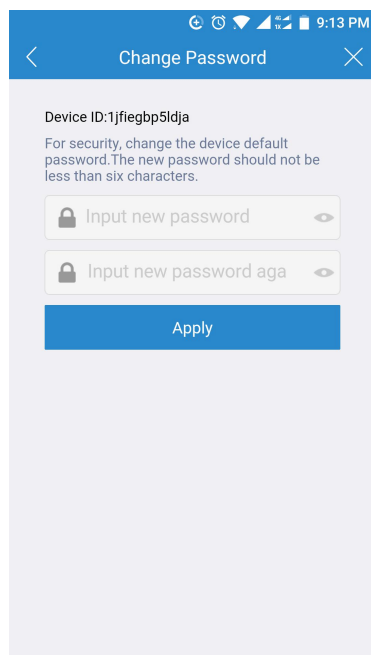 9:13 PM
Change Password
Device ID:1jfiegbp5ldja
For security, change the device default
password.The new password should not be
less than six characters.
Input new password
Input new password aga
Apply